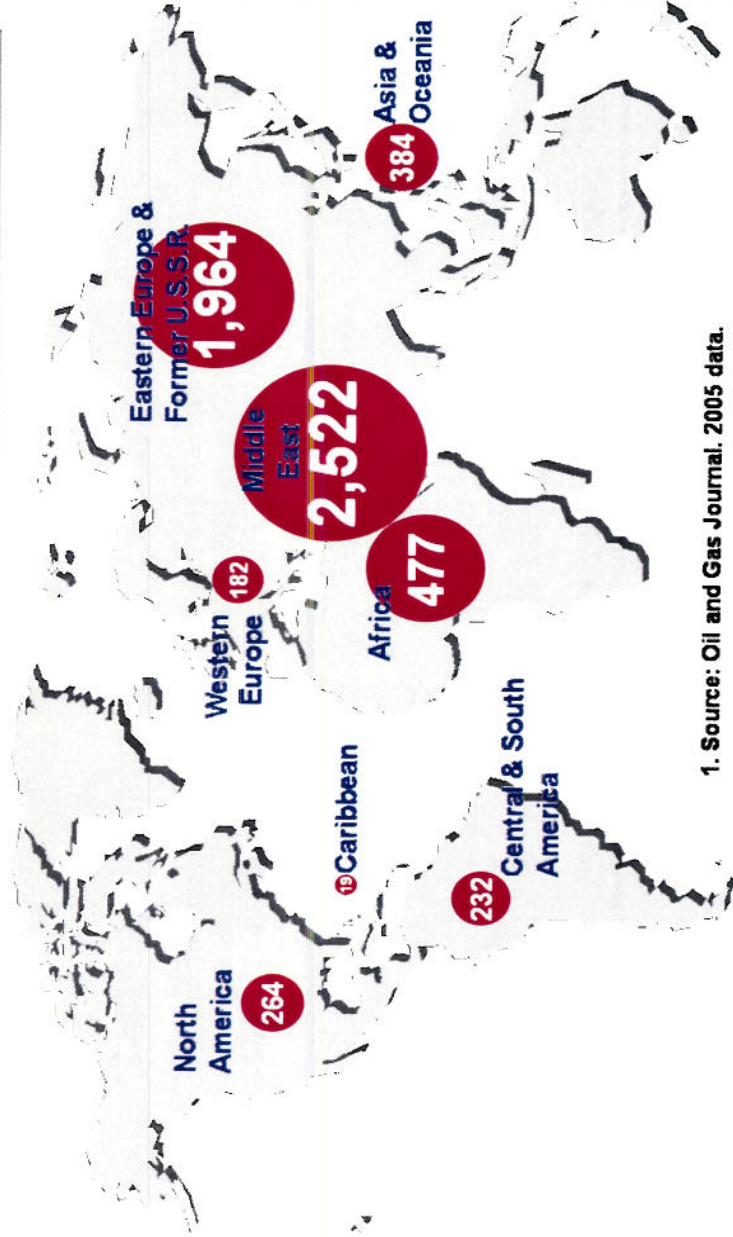 Eastern Europe &
Former U.S.S.R.
1,964
North
America
264
Western
Europe
182
Middle
East
2,522
Asia &
Oceania
384
19
Caribbean
Africa
477
232
Central & South
America
1. Source: Oil and Gas Journal. 2005 data.